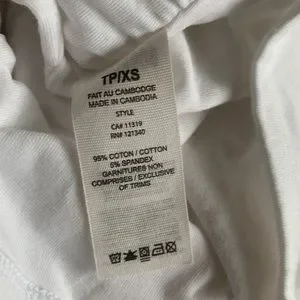 TP/XS
FAIT AU CAMBODGE
MADE IN CAMBODIA
STYLE
CA# 11319
RN# 121340
95% COTON / COTTON
5% SPANDEX
GARNITURES NON
COMPRISES / EXCLUSIVE
OF TRIMS